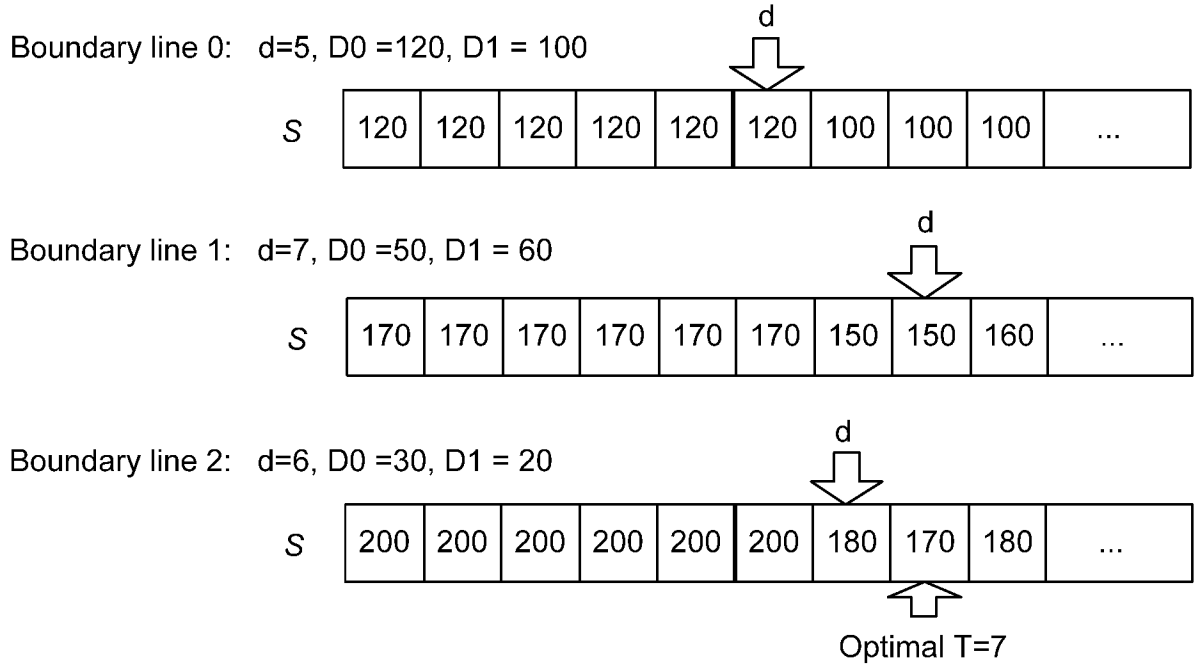 d
Boundary line 0: d=5, D0 =120, D1 = 100
S 120 120 120 120 120 120 100 100 100 ...
d
Boundary line 1: d=7, D0 =50, D1 = 60
S 170 170 170 170 170 170 150 150 160 ...
d
Boundary line 2: d=6, D0 =30, D1 = 20
S 200 200 200 200 200 200 180 170 180 ...
Optimal T=7